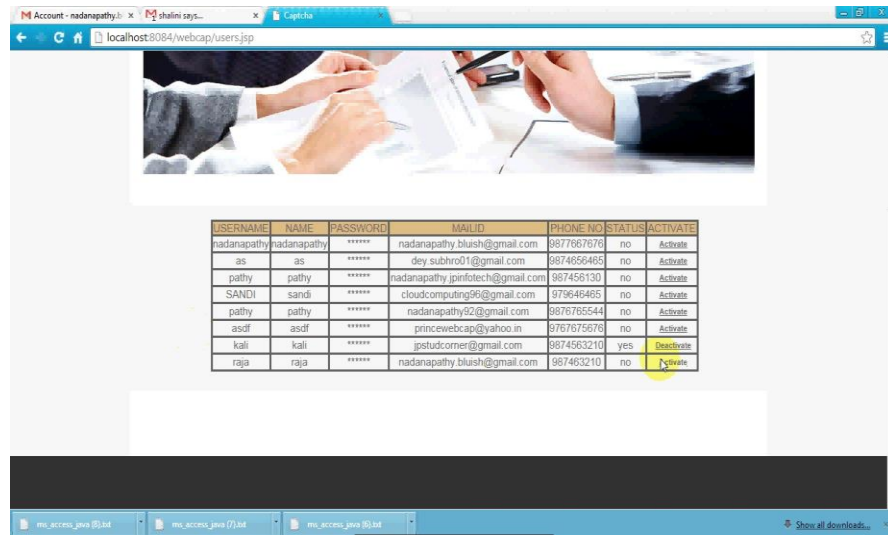 Account - nadanapathy.b shalini says... Captcha
localhost:8084/webcap/users.jsp
USERNAME NAME PASSWORD MAILID PHONE NO STATUS ACTIVATE
nadanapathy nadanapathy ****** nadanapathy.bluish@gmail.com 9877667676 no Activate
as as ****** dey.subhro01@gmail.com 9874656465 no Activate
pathy pathy ****** nadanapathy.jpinfotech@gmail.com 987456130 no Activate
SANDI sandi ****** cloudcomputing96@gmail.com 979646465 no Activate
pathy pathy ****** nadanapathy92@gmail.com 9876765544 no Activate
asdf asdf ****** princewebcap@yahoo.in 9767675676 no Activate
kali kali ****** jpstudcorner@gmail.com 9874563210 yes Deactivate
raja raja ****** nadanapathy.bluish@gmail.com 987463210 no Activate
ms_access_java (8).txt ms_access_java (7).txt ms_access_java (6).txt Show all downloads...